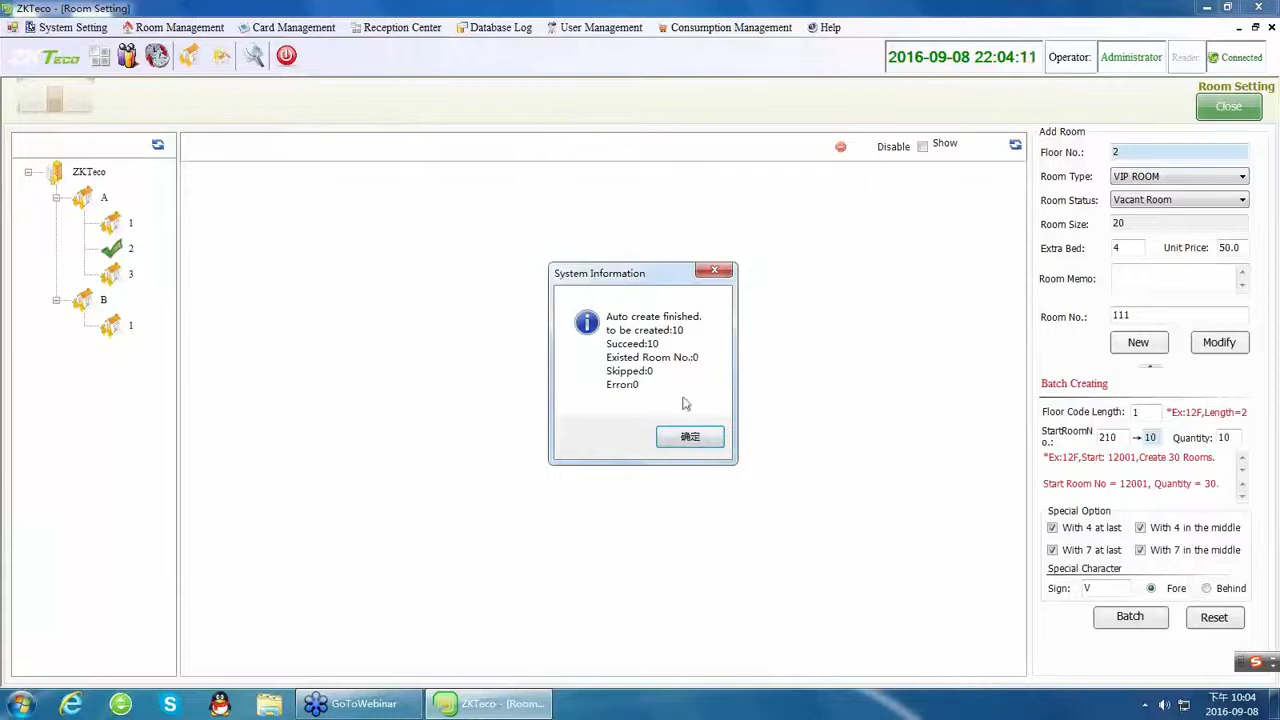 ZKTeco - [Room Setting]
System Setting Room Management Card Management Reception Center Database Log User Management Consumption Management Help
ZKTeco 2016-09-08 22:04:11 Operator: Administrator Reader: Connected
Room Setting
Close
Disable Show
ZKTeco
A
1
2
3
B
1
System Information
Auto create finished.
to be created:10
Succeed:10
Existed Room No.:0
Skipped:0
Error:0
确定
Add Room
Floor No.: 2
Room Type: VIP ROOM
Room Status: Vacant Room
Room Size: 20
Extra Bed: 4 Unit Price: 50.0
Room Memo:
Room No.: 111
New Modify
Batch Creating
Floor Code Length: 1 *Ex:12F,Length=2
StartRoomN
o.: 210 → 10 Quantity: 10
*Ex:12F,Start: 12001,Create 30 Rooms.
Start Room No = 12001, Quantity = 30.
Special Option
With 4 at last With 4 in the middle
With 7 at last With 7 in the middle
Special Character
Sign: V Fore Behind
Batch Reset
GoToWebinar ZKTeco - [Room...
下午 10:04
2016-09-08